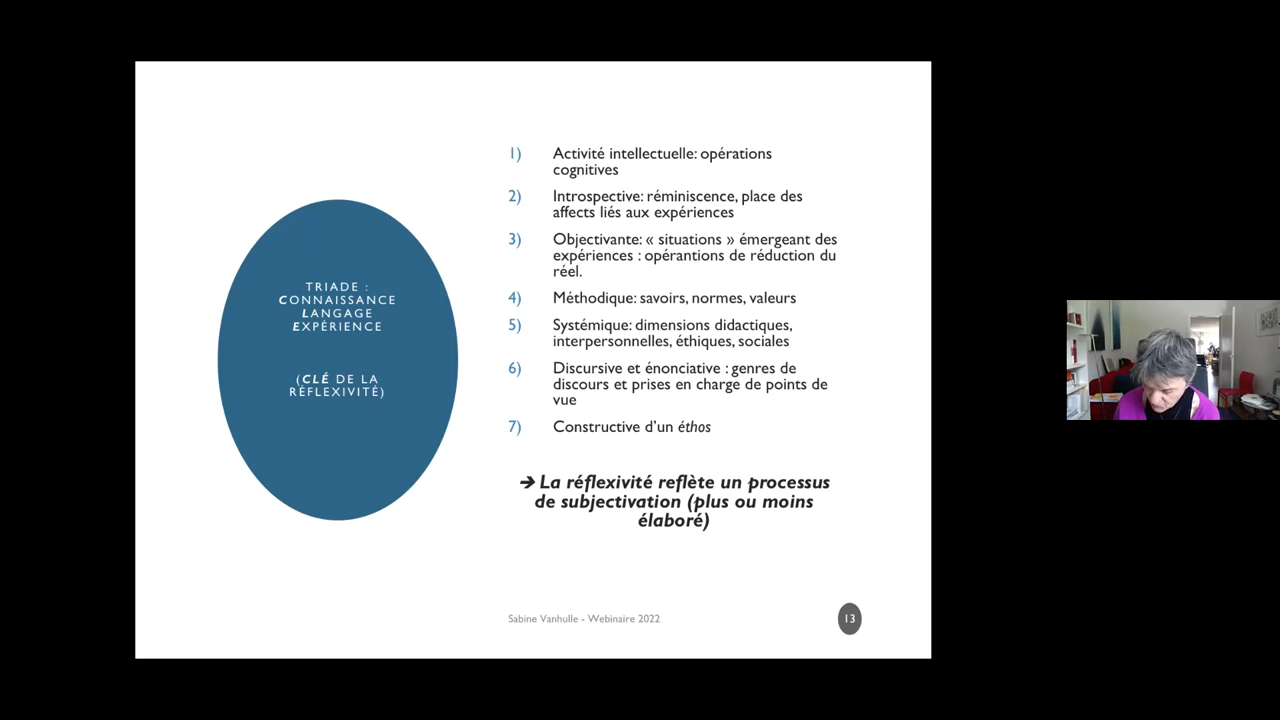 TRIADE :
CONNAISSANCE
LANGAGE
EXPÉRIENCE
(CLÉ DE LA
RÉFLEXIVITÉ)
1) Activité intellectuelle: opérations
cognitives
2) Introspective: réminiscence, place des
affects liés aux expériences
3) Objectivante: « situations » émergeant des
expériences : opérantions de réduction du
réel.
4) Méthodique: savoirs, normes, valeurs
5) Systémique: dimensions didactiques,
interpersonnelles, éthiques, sociales
6) Discursive et énonciative : genres de
discours et prises en charge de points de
vue
7) Constructive d'un éthos
➔ La réflexivité reflète un processus
de subjectivation (plus ou moins
élaboré)
Sabine Vanhulle - Webinaire 2022
13